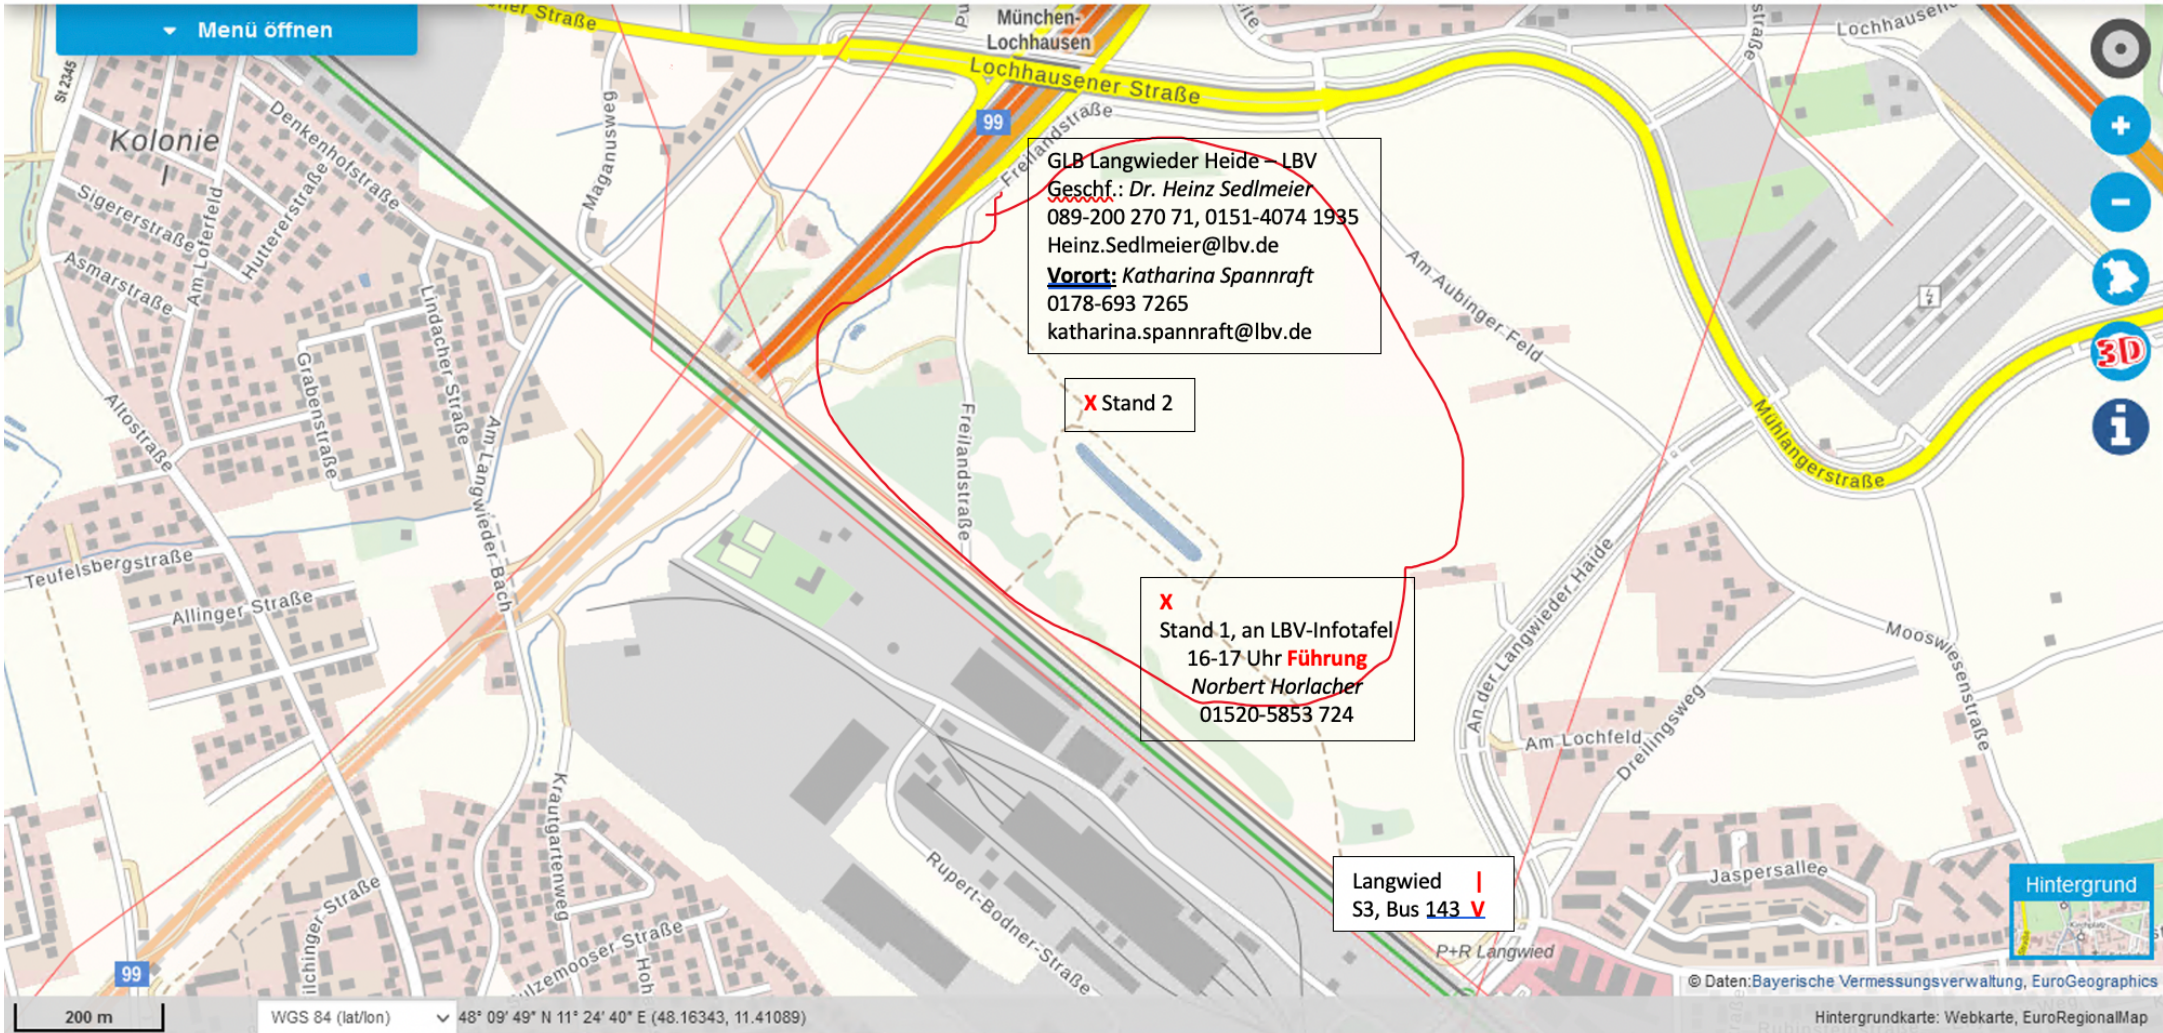 Menü öffnen
München-
Lochhausen
Lochhausener Straße
St 2345
Kolonie
I
Denkenhofstraße
Sigererstraße
Am Loferfeld
Huttererstraße
Asmarstraße
Maganusweg
99
Freilandstraße
GLB Langwieder Heide – LBV
Geschf.: Dr. Heinz Sedlmeier
089-200 270 71, 0151-4074 1935
Heinz.Sedlmeier@lbv.de
Vorort: Katharina Spannraft
0178-693 7265
katharina.spannraft@lbv.de
Am Aubinger Feld
3D
Lindacher Straße
Grabenstraße
Altostraße
Am Langwieder Bach
Freilandstraße
X Stand 2
Mühlangerstraße
Teufelsbergstraße
Allinger Straße
X
Stand 1, an LBV-Infotafel
16-17 Uhr Führung
Norbert Horlacher
01520-5853 724
An der Langwieder Haide
Mooswiesenstraße
Am Lochfeld
Dreilingsweg
Krautgartenweg
Rupert-Bodner-Straße
Jaspersallee
Langwied |
S3, Bus 143 V
P+R Langwied
Hintergrund
99
© Daten:Bayerische Vermessungsverwaltung, EuroGeographics
200 m
WGS 84 (lat/lon)
48° 09' 49" N 11° 24' 40" E (48.16343, 11.41089)
Hintergrundkarte: Webkarte, EuroRegionalMap